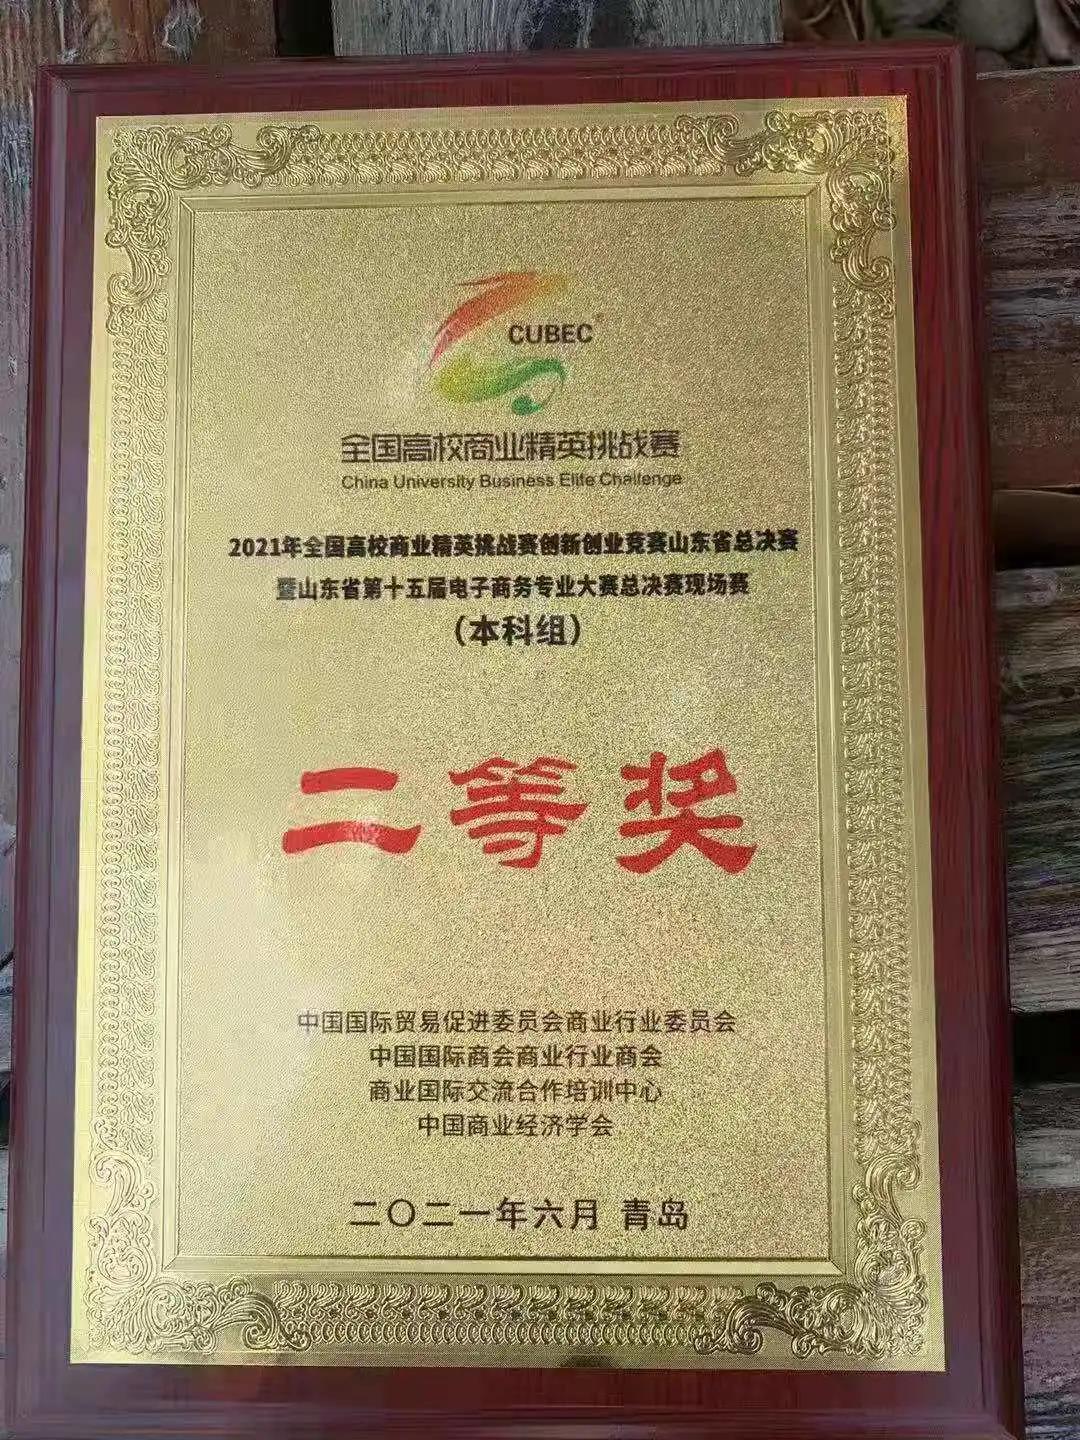 CUBEC®
全国高校商业精英挑战赛
China University Business Elite Challenge
2021年全国高校商业精英挑战赛创新创业竞赛山东省总决赛
暨山东省第十五届电子商务专业大赛总决赛现场赛
（本科组）
二等奖
中国国际贸易促进委员会商业行业委员会
中国国际商会商业行业商会
商业国际交流合作培训中心
中国商业经济学会
二〇二一年六月 青岛